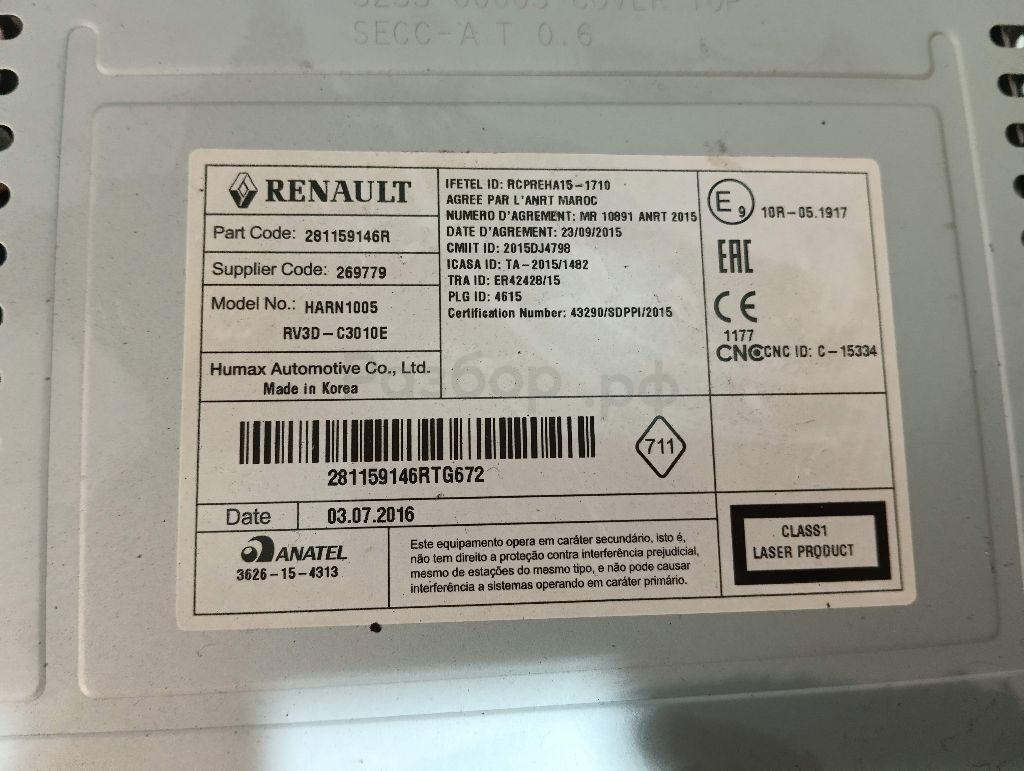 SECC-A T 0.6
RENAULT
Part Code: 281159146R
Supplier Code: 269779
Model No.: HARN1005
RV3D-C3010E
Humax Automotive Co., Ltd.
Made in Korea
IFETEL ID: RCPREHA15-1710
AGREE PAR L'ANRT MAROC
NUMERO D'AGREMENT: MR 10891 ANRT 2015
DATE D'AGREMENT: 23/09/2015
CMIIT ID: 2015DJ4798
ICASA ID: TA-2015/1482
TRA ID: ER42428/15
PLG ID: 4615
Certification Number: 43290/SDPPI/2015
E9 10R-05.1917
EAC
CE
1177
CNC CNC ID: C-15334
Разбор.рф
281159146RTG672
711
Date 03.07.2016
ANATEL
3626-15-4313
Este equipamento opera em caráter secundário, isto é,
não tem direito a proteção contra interferência prejudicial,
mesmo de estações do mesmo tipo, e não pode causar
interferência a sistemas operando em caráter primário.
CLASS1
LASER PRODUCT